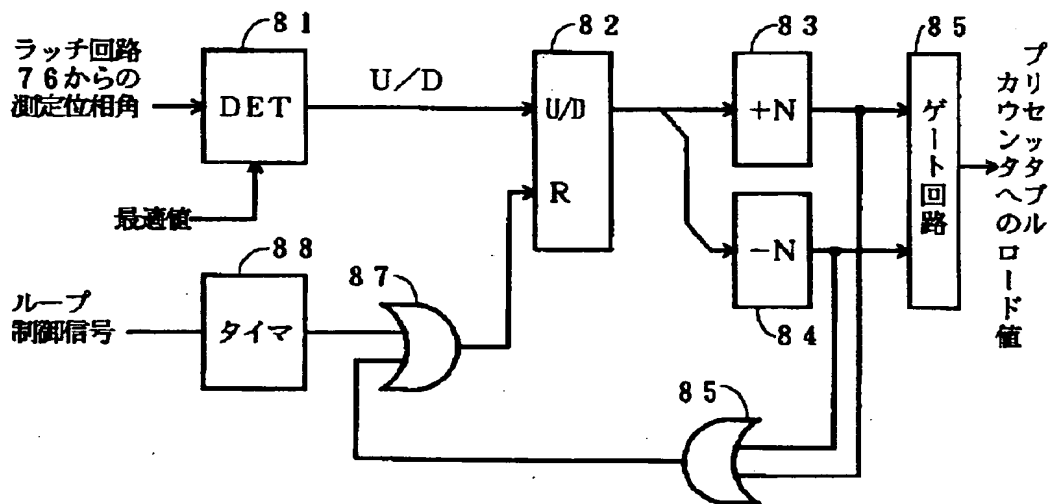 81
ラッチ回路
76からの
測定位相角
DET
U/D
最適値
82
U/D
R
83
+N
−N
84
85
ゲート回路
プリセッタブル
カウンタへのロード値
88
ループ
制御信号
タイマ
87
85